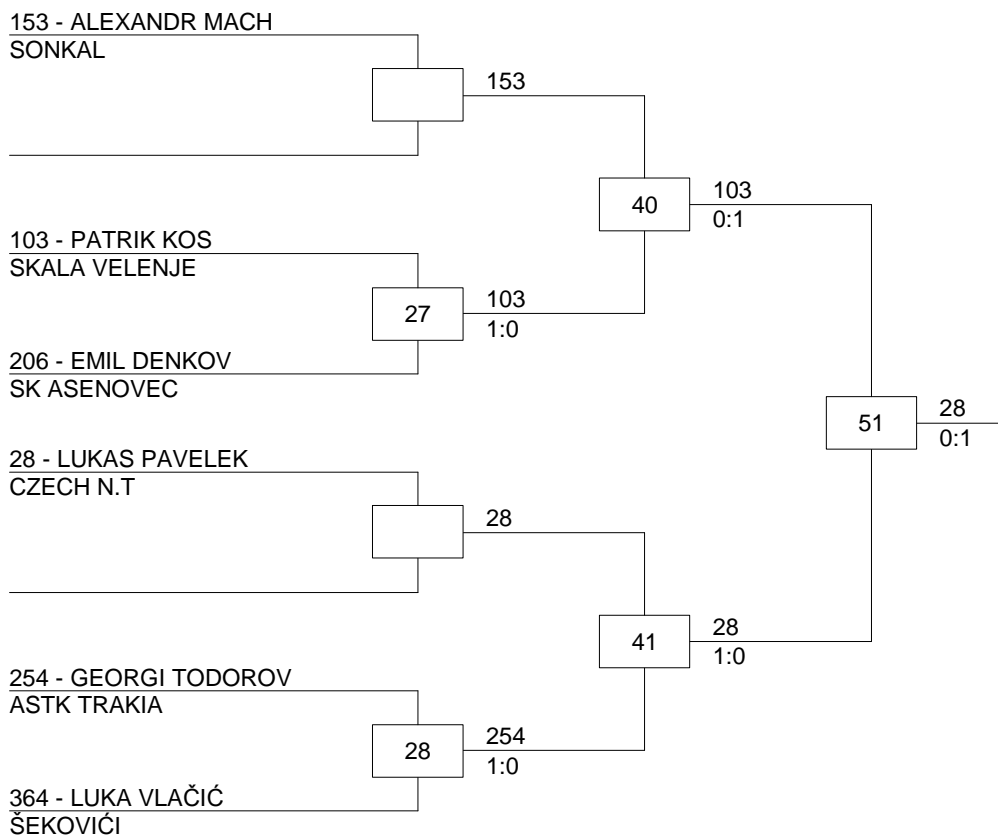 153 - ALEXANDR MACH
SONKAL
153
103 - PATRIK KOS
SKALA VELENJE
27
103
1:0
206 - EMIL DENKOV
SK ASENOVEC
40
103
0:1
28 - LUKAS PAVELEK
CZECH N.T
28
254 - GEORGI TODOROV
ASTK TRAKIA
28
254
1:0
364 - LUKA VLAČIĆ
ŠEKOVIĆI
41
28
1:0
51
28
0:1